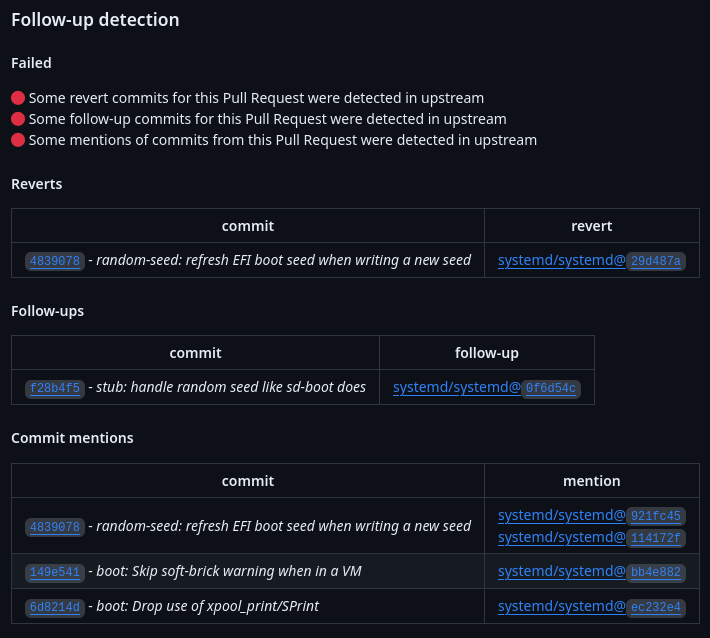 Follow-up detection
Failed
Some revert commits for this Pull Request were detected in upstream
Some follow-up commits for this Pull Request were detected in upstream
Some mentions of commits from this Pull Request were detected in upstream
Reverts
commit revert
4839078 - random-seed: refresh EFI boot seed when writing a new seed systemd/systemd@29d487a
Follow-ups
commit follow-up
f28b4f5 - stub: handle random seed like sd-boot does systemd/systemd@0f6d54c
Commit mentions
commit mention
4839078 - random-seed: refresh EFI boot seed when writing a new seed systemd/systemd@921fc45
systemd/systemd@114172f
149e541 - boot: Skip soft-brick warning when in a VM systemd/systemd@bb4e882
6d8214d - boot: Drop use of xpool_print/SPrint systemd/systemd@ec232e4